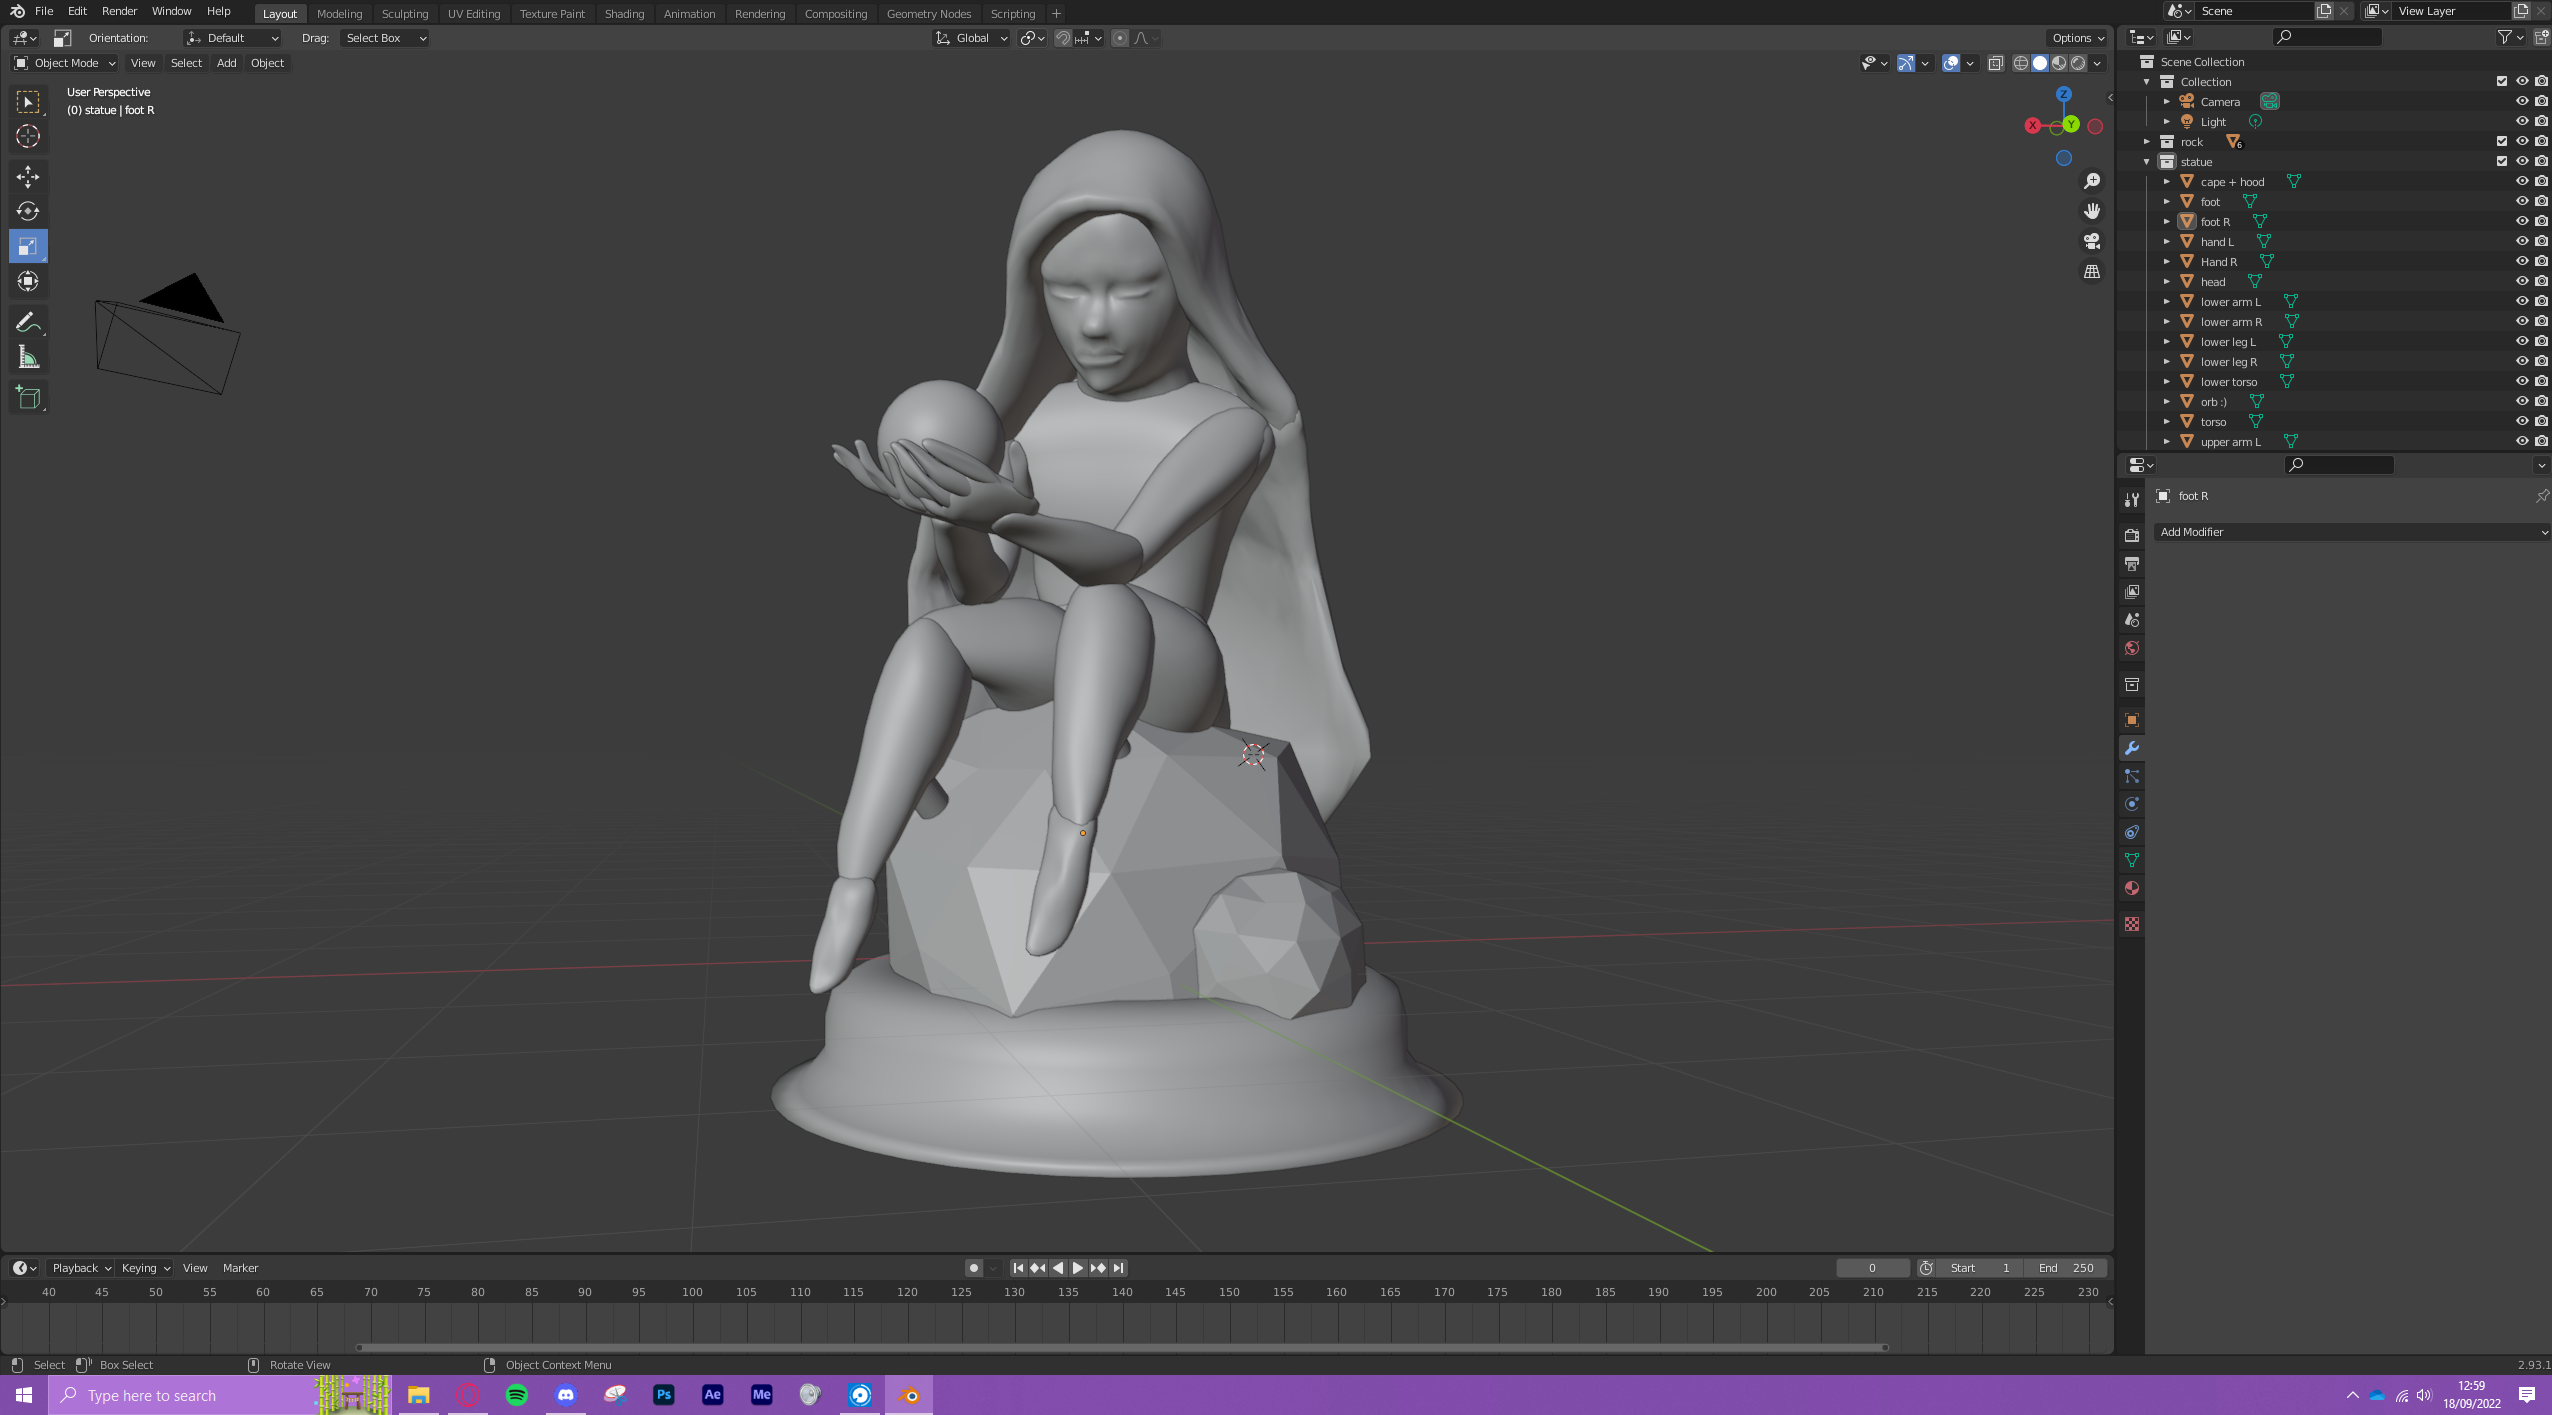 File Edit Render Window Help Layout Modeling Sculpting UV Editing Texture Paint Shading Animation Rendering Compositing Geometry Nodes Scripting + Scene View Layer
Orientation: Default Drag: Select Box Global Options
Object Mode View Select Add Object
User Perspective
(0) statue | foot R
Z
X Y
Scene Collection
Collection
Camera
Light
rock 6
statue
cape + hood
foot
foot R
hand L
Hand R
head
lower arm L
lower arm R
lower leg L
lower leg R
lower torso
orb :)
torso
upper arm L
foot R
Add Modifier
Playback Keying View Marker 0 Start 1 End 250
40 45 50 55 60 65 70 75 80 85 90 95 100 105 110 115 120 125 130 135 140 145 150 155 160 165 170 175 180 185 190 195 200 205 210 215 220 225 230
Select Box Select Rotate View Object Context Menu 2.93.1
Type here to search Ps Ae Me 12:59
18/09/2022